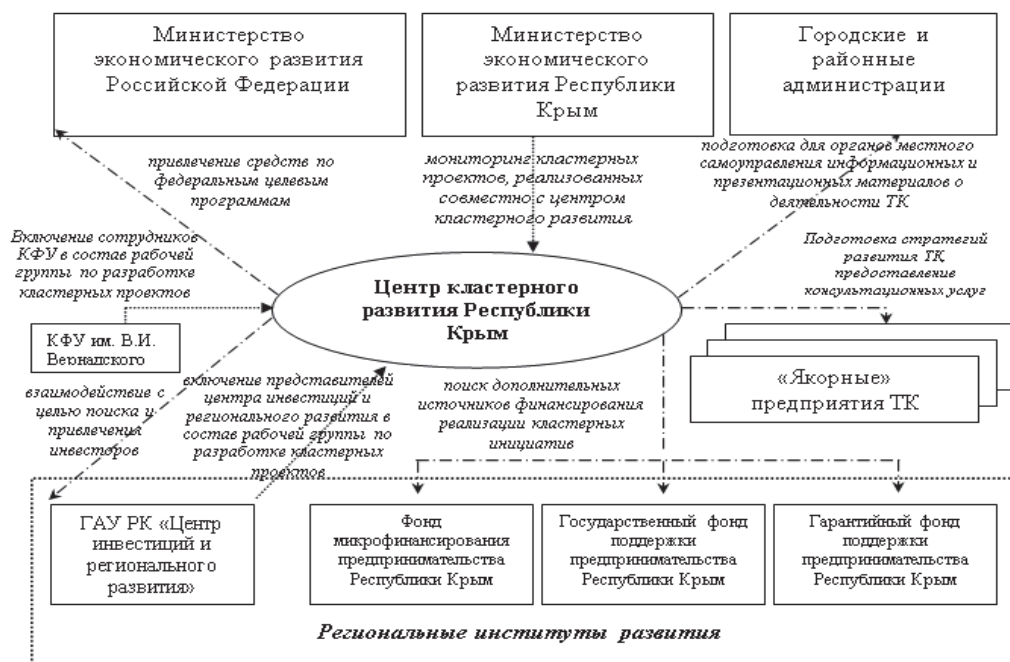 Министерство
экономического развития
Российской Федерации
Министерство
экономического
развития Республики
Крым
Городские и
районные
администрации
привлечение средств по
федеральным целевым
программам
мониторинг кластерных
проектов, реализованных
совместно с центром
кластерного развития
подготовка для органов местного
самоуправления информационных и
презентационных материалов о
деятельности ТК
Включение сотрудников
КФУ в состав рабочей
группы по разработке
кластерных проектов
Центр кластерного
развития Республики
Крым
Подготовка стратегий
развития ТК,
предоставление
консультационных услуг
КФУ им. В.И.
Вернадского
«Якорные»
предприятия ТК
взаимодействие с
целью поиска и
привлечения
инвесторов
включение представителей
центра инвестиций и
регионального развития в
состав рабочей группы по
разработке кластерных
проектов
поиск дополнительных
источников финансирования
реализации кластерных
инициатив
ГАУ РК «Центр
инвестиций и
регионального
развития»
Фонд
микрофинансирования
предпринимательства
Республики Крым
Государственный фонд
поддержки
предпринимательства
Республики Крым
Гарантийный фонд
поддержки
предпринимательства
Республики Крым
Региональные институты развития